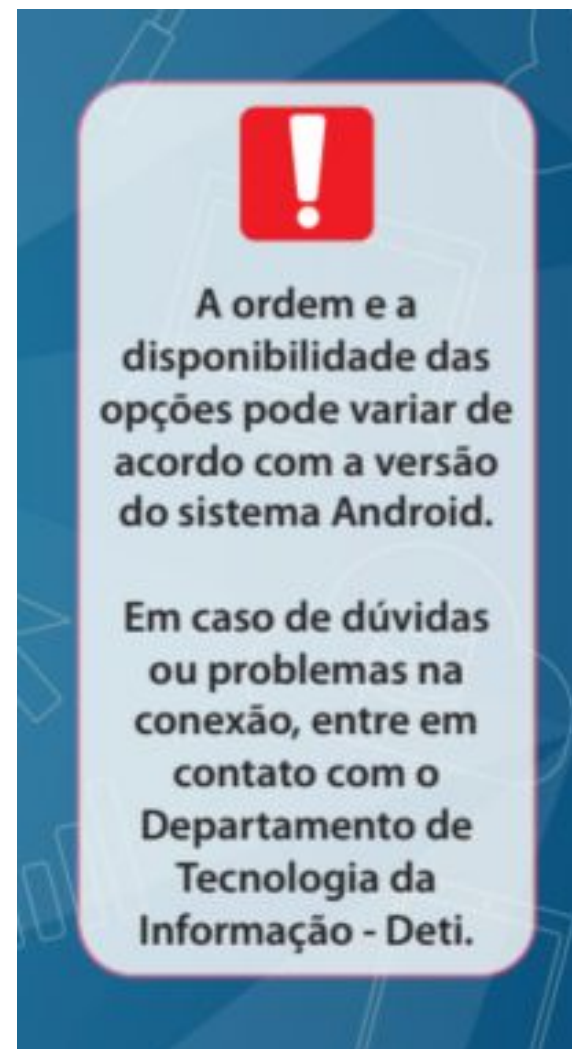 A ordem e a
disponibilidade das
opções pode variar de
acordo com a versão
do sistema Android.
Em caso de dúvidas
ou problemas na
conexão, entre em
contato com o
Departamento de
Tecnologia da
Informação - Deti.